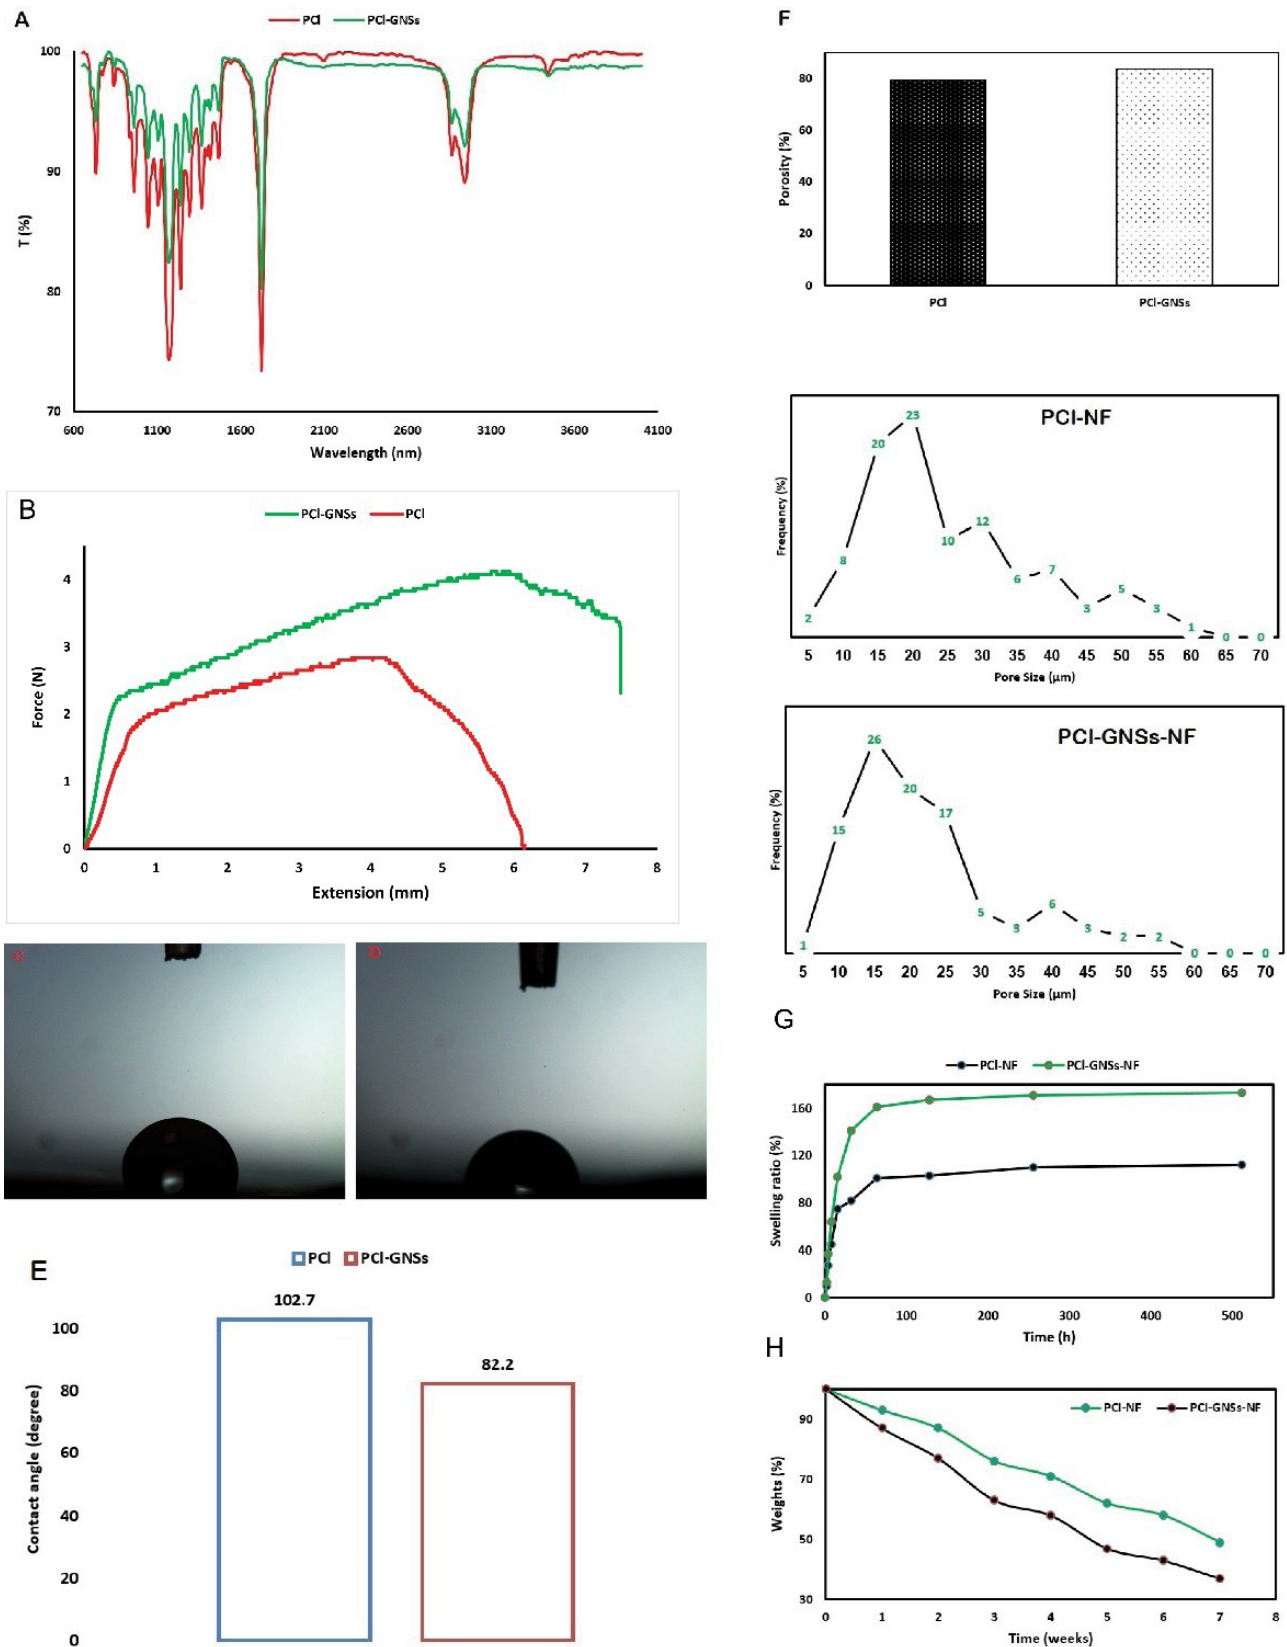 A
PCl PCl-GNSs
T (%)
100
90
80
70
600 1100 1600 2100 2600 3100 3600 4100
Wavelength (nm)
B
PCl-GNSs PCl
Force (N)
4
3
2
1
0
0 1 2 3 4 5 6 7 8
Extension (mm)
C
D
E
PCl PCl-GNSs
Contact angle (degree)
102.7
82.2
100
80
60
40
20
0
F
Porosity (%)
80
60
40
20
0
PCl PCl-GNSs
PCl-NF
Frequency (%)
2 8 20 23 10 12 6 7 3 5 3 1 0 0
5 10 15 20 25 30 35 40 45 50 55 60 65 70
Pore Size (μm)
PCl-GNSs-NF
Frequency (%)
1 15 26 20 17 5 3 6 3 2 2 0 0 0
5 10 15 20 25 30 35 40 45 50 55 60 65 70
Pore Size (μm)
G
PCl-NF PCl-GNSs-NF
Swelling ratio (%)
160
120
80
40
0
0 100 200 300 400 500
Time (h)
H
PCl-NF PCl-GNSs-NF
Weights (%)
90
70
50
30
0 1 2 3 4 5 6 7 8
Time (weeks)